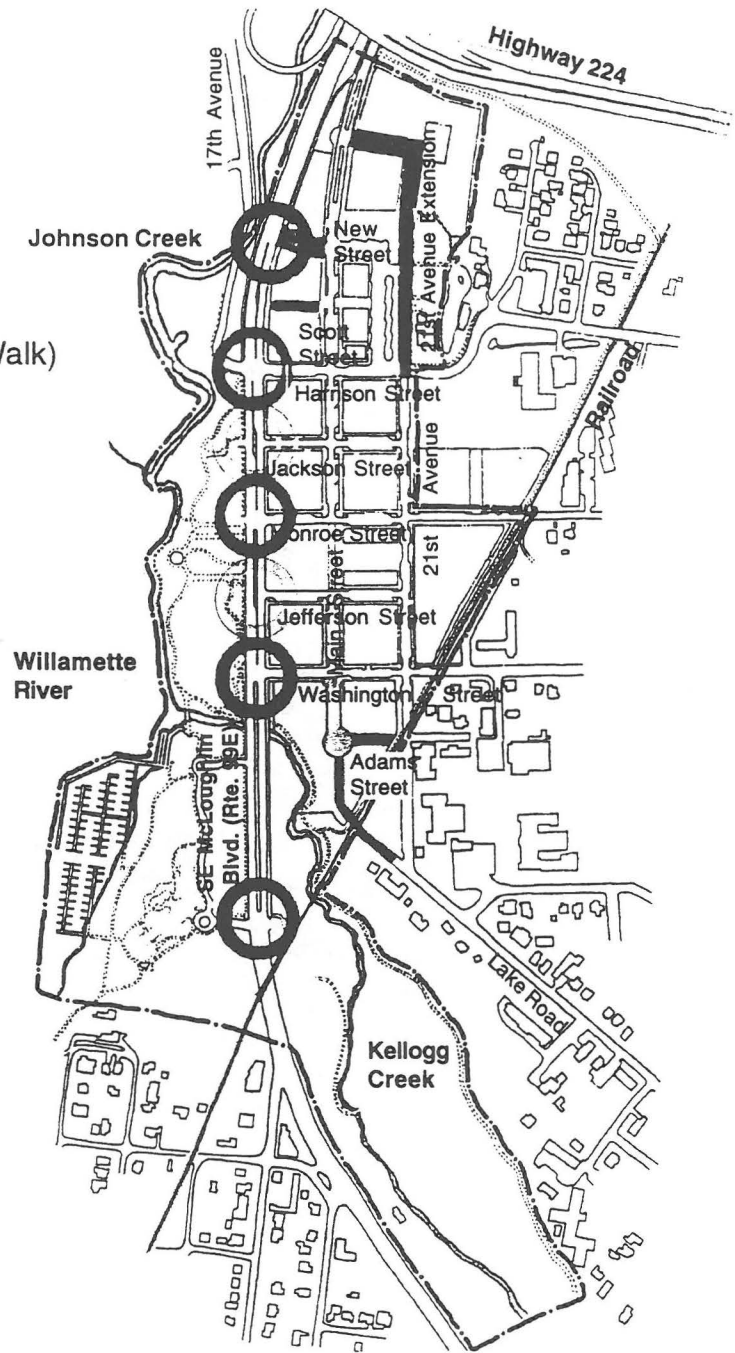 Highway 224
17th Avenue
21st Avenue Extension
Johnson Creek
New
Street
Walk)
Scott
Street
Harrison Street
Railroad
Jackson Street
Avenue
Monroe Street
21st
Main Street
Jefferson Street
Willamette
River
Washington Street
Adams
Street
SE McLoughlin
Blvd. (Rte. 99E)
Lake Road
Kellogg
Creek